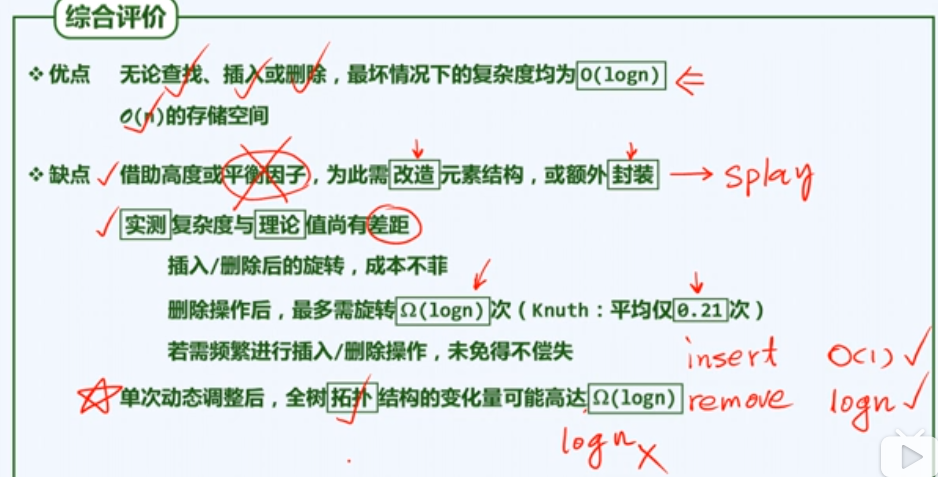 综合评价
❖ 优点 无论查找、插入或删除，最坏情况下的复杂度均为O(logn)
O(n)的存储空间
❖ 缺点 借助高度或平衡因子，为此需改造元素结构，或额外封装 → splay
实测复杂度与理论值尚有差距
插入/删除后的旋转，成本不菲
删除操作后，最多需旋转Ω(logn)次（Knuth：平均仅0.21次）
若需频繁进行插入/删除操作，未免得不偿失 insert O(1)
单次动态调整后，全树拓扑结构的变化量可能高达Ω(logn) remove logn
logn